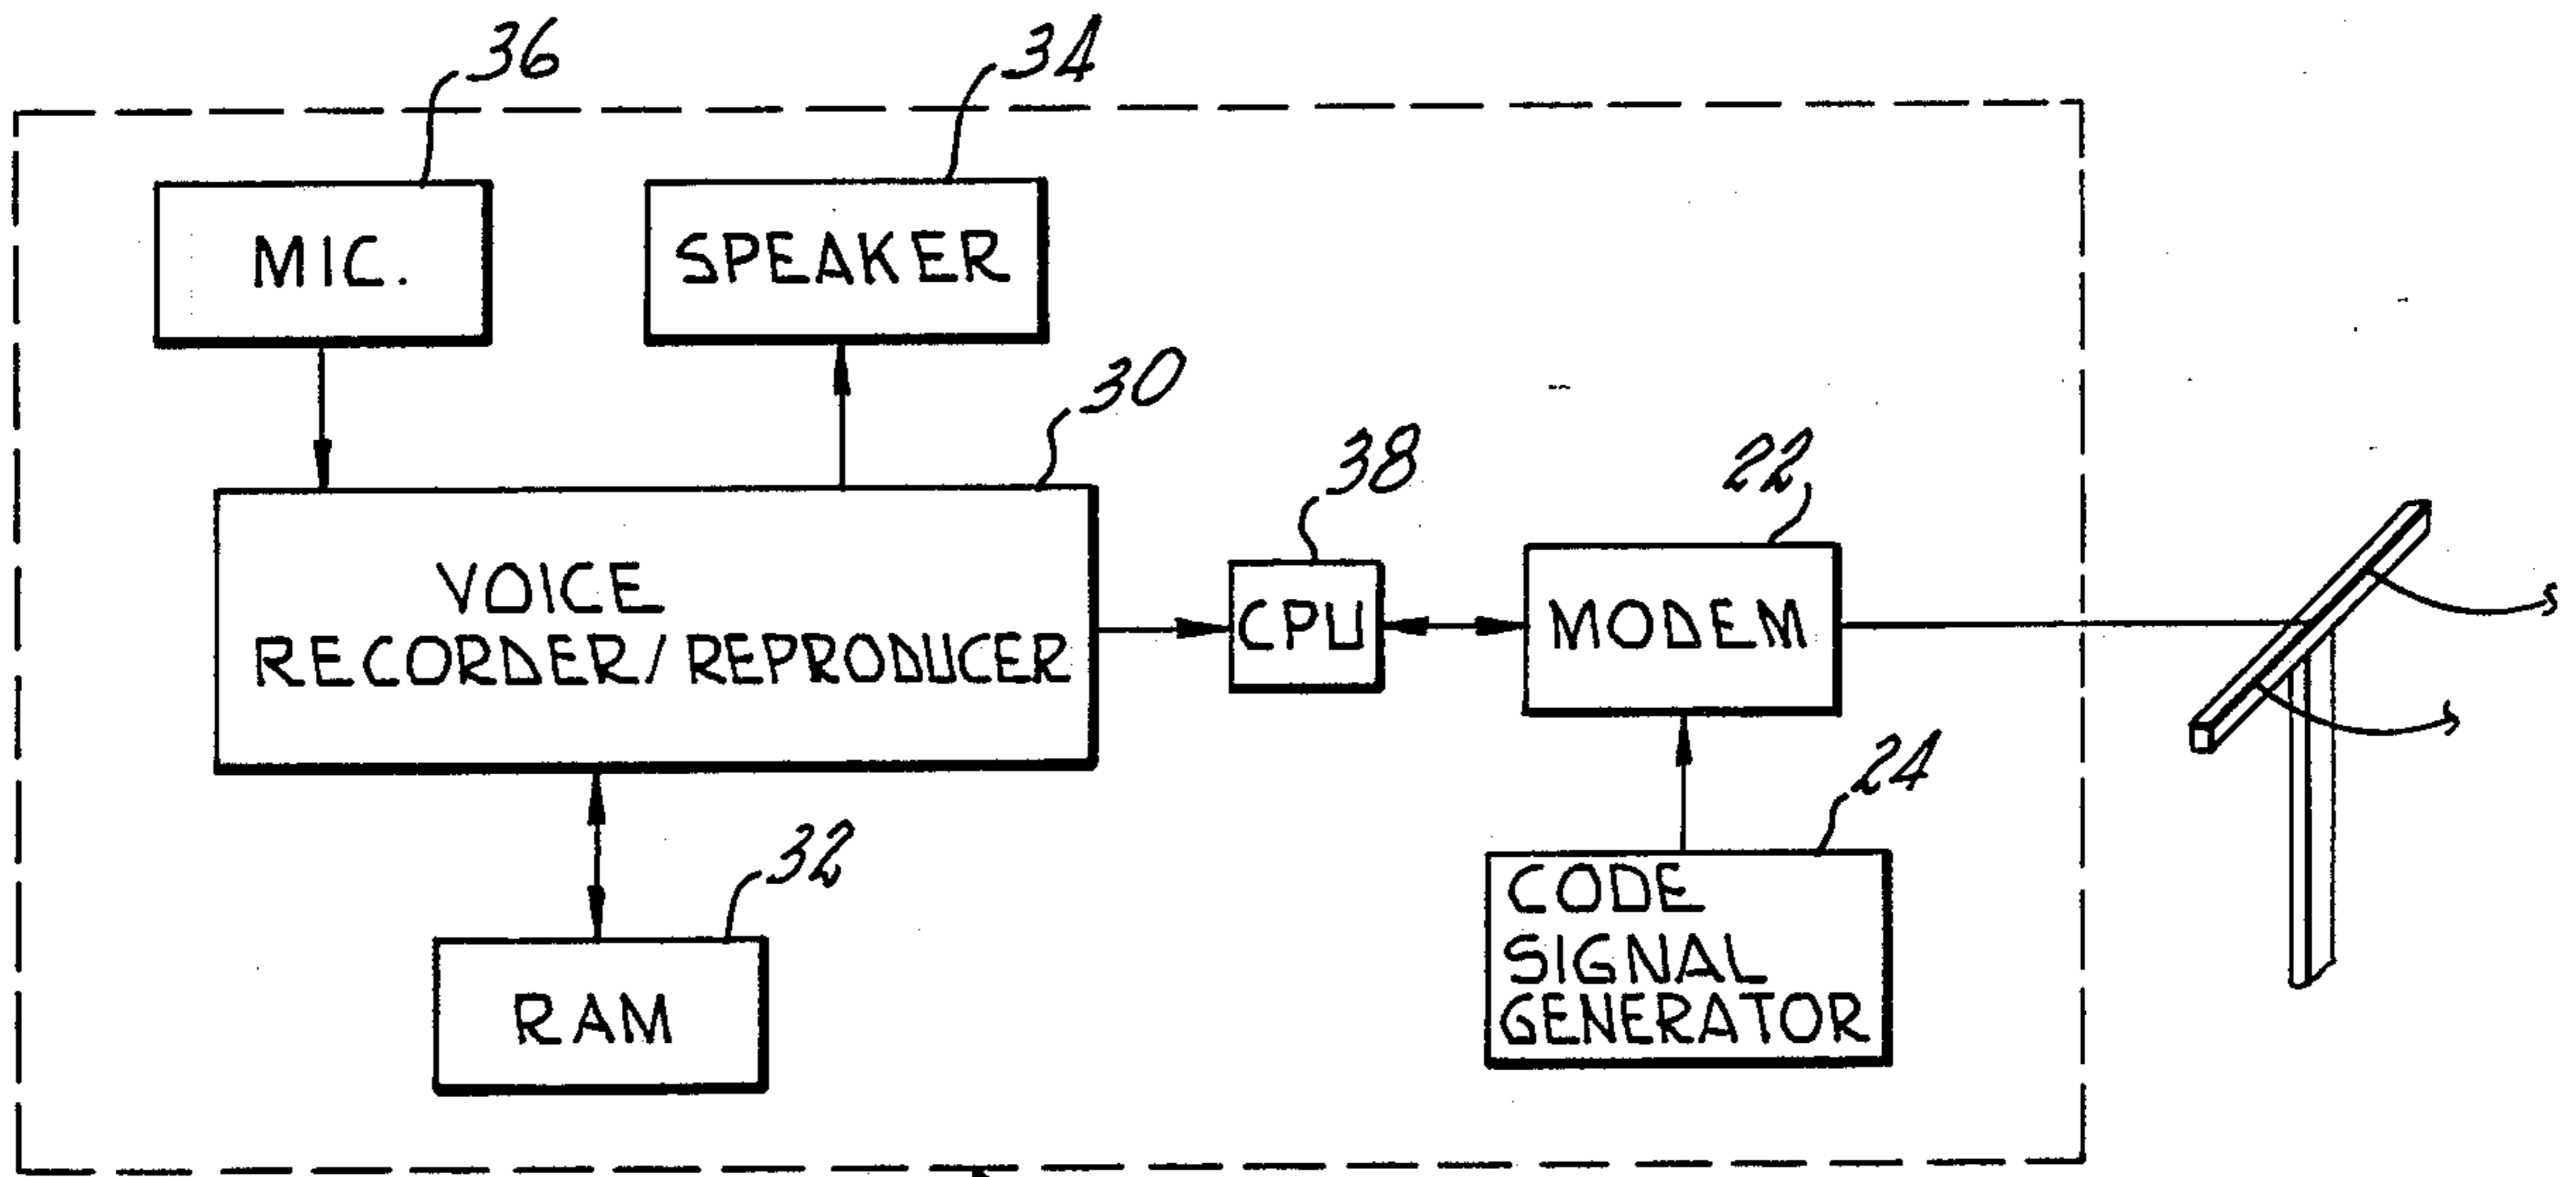 36
34
MIC.
SPEAKER
30
38
22
VOICE
RECORDER/REPRODUCER
CPU
MODEM
24
32
CODE
SIGNAL
GENERATOR
RAM